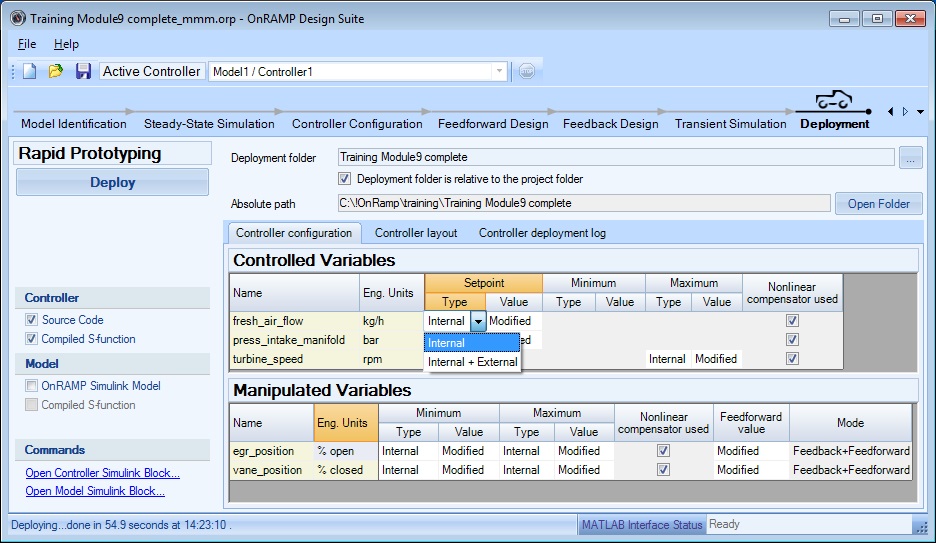 Training Module9 complete_mmm.orp - OnRAMP Design Suite
File Help
Active Controller Model1 / Controller1 STOP
Model Identification Steady-State Simulation Controller Configuration Feedforward Design Feedback Design Transient Simulation Deployment
Rapid Prototyping
Deploy
Deployment folder Training Module9 complete ...
Deployment folder is relative to the project folder
Absolute path C:\!OnRamp\training\Training Module9 complete Open Folder
Controller configuration Controller layout Controller deployment log
Controlled Variables
Name Eng. Units Setpoint Minimum Maximum Nonlinear compensator used
Type Value Type Value Type Value
fresh_air_flow kg/h Internal Modified
press_intake_manifold bar ed
turbine_speed rpm Internal Modified
Internal
Internal + External
Manipulated Variables
Name Eng. Units Minimum Maximum Nonlinear compensator used Feedforward value Mode
Type Value Type Value
egr_position % open Internal Modified Internal Modified Modified Feedback+Feedforward
vane_position % closed Internal Modified Internal Modified Modified Feedback+Feedforward
Controller
Source Code
Compiled S-function
Model
OnRAMP Simulink Model
Compiled S-function
Commands
Open Controller Simulink Block...
Open Model Simulink Block...
Deploying...done in 54.9 seconds at 14:23:10 . MATLAB Interface Status Ready